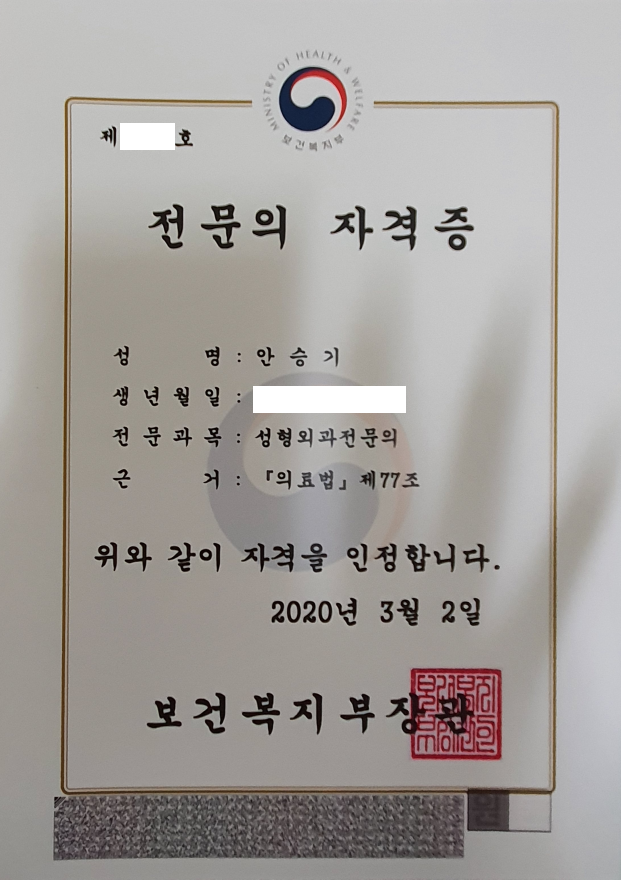 MINISTRY OF HEALTH & WELFARE
보건복지부
제 호
전문의 자격증
성 명 : 안 승 기
생 년 월 일 :
전 문 과 목 : 성형외과전문의
근 거 : 『의료법』 제77조
위와 같이 자격을 인정합니다.
2020년 3월 2일
보건복지부장관